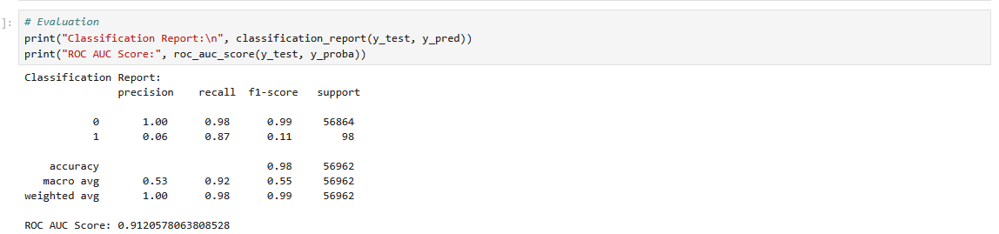 ]:
# Evaluation
print("Classification Report:\n", classification_report(y_test, y_pred))
print("ROC AUC Score:", roc_auc_score(y_test, y_proba))
Classification Report:
precision recall f1-score support
0 1.00 0.98 0.99 56864
1 0.06 0.87 0.11 98
accuracy 0.98 56962
macro avg 0.53 0.92 0.55 56962
weighted avg 1.00 0.98 0.99 56962
ROC AUC Score: 0.9120578063808528